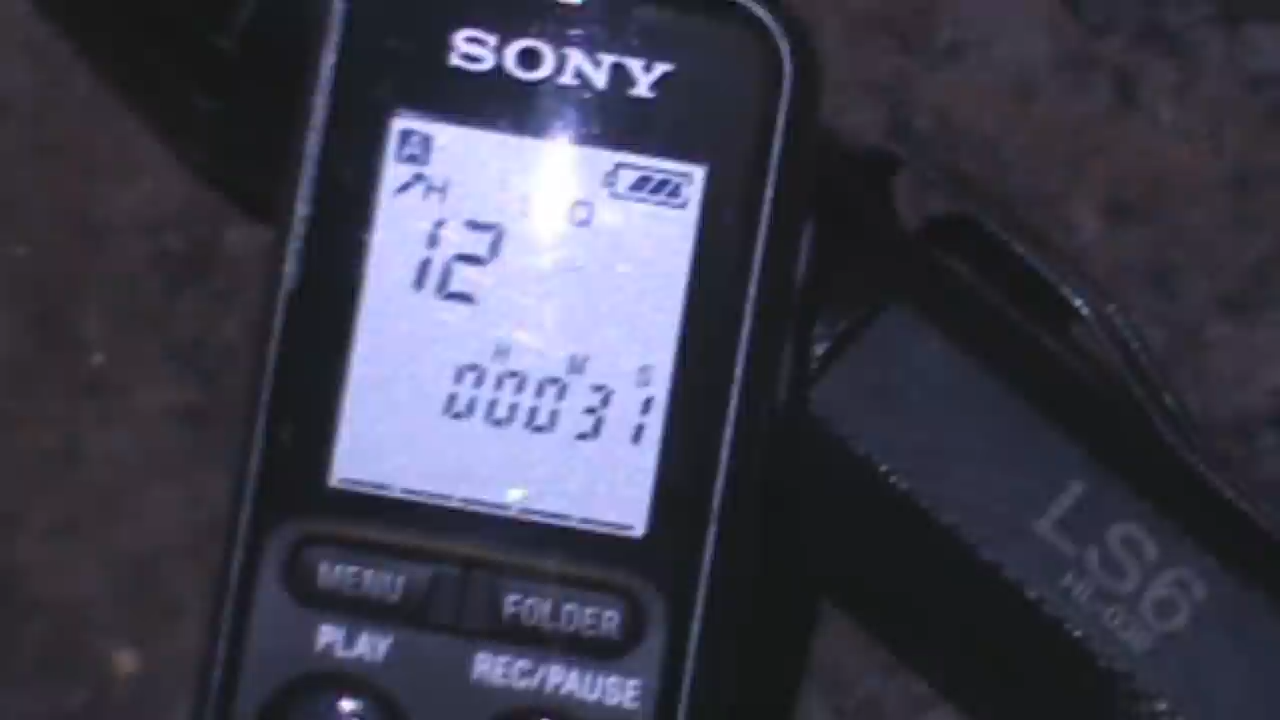 SONY
A
H
12
H M S
00031
MENU
FOLDER
PLAY
REC/PAUSE
LS6